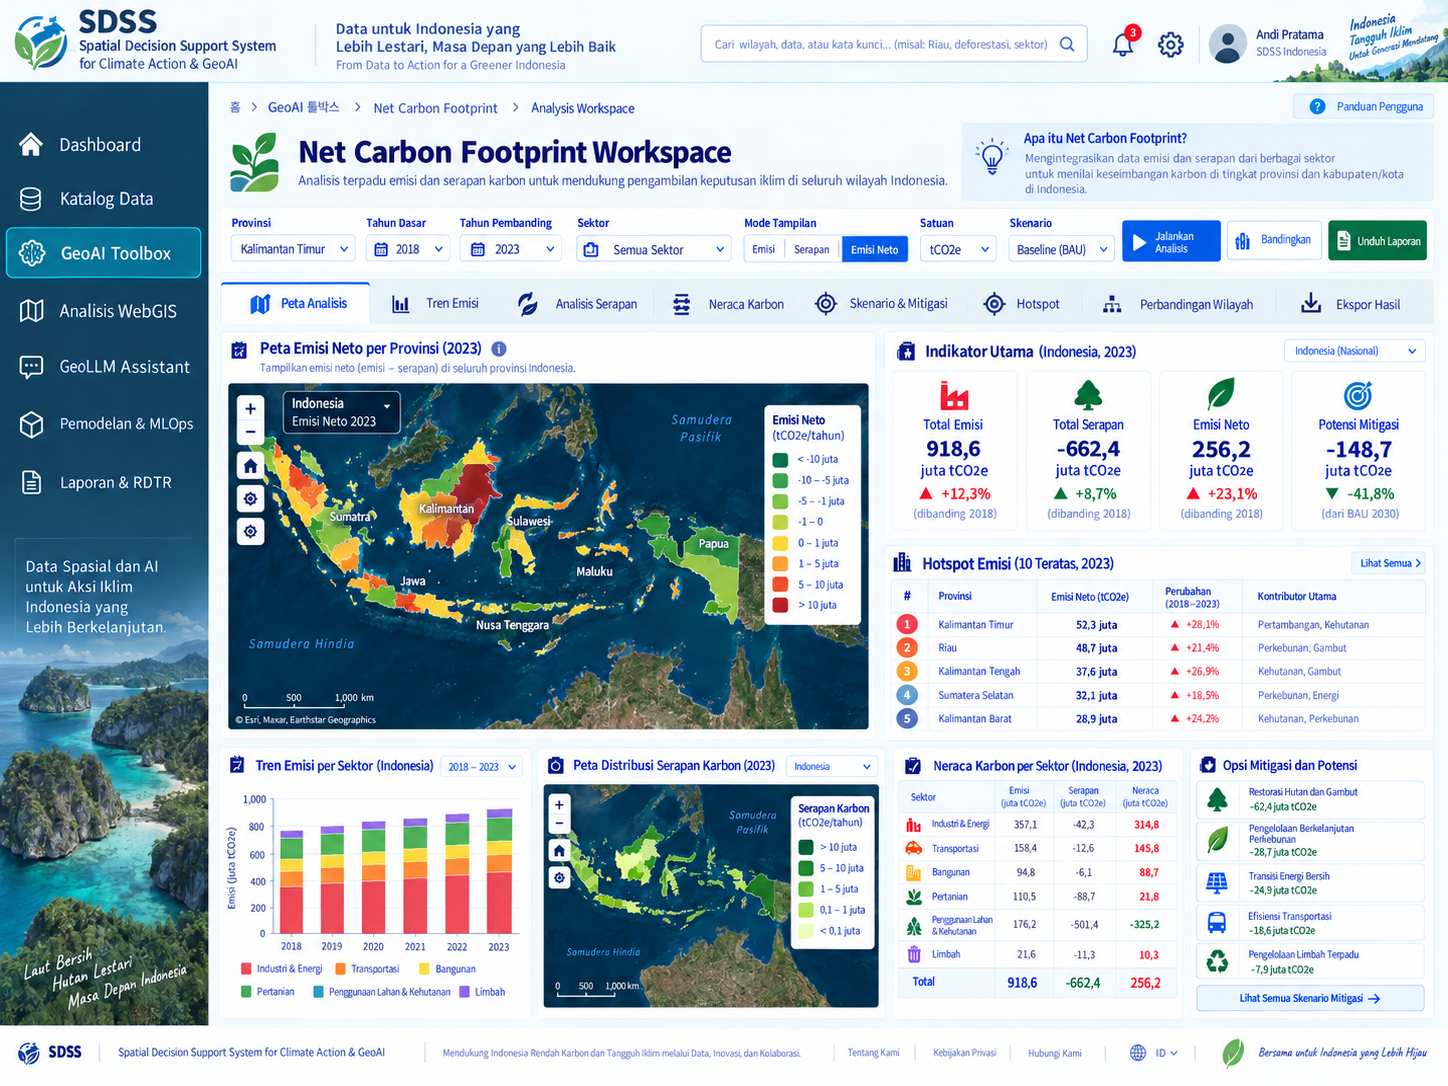 SDSS
Spatial Decision Support System
for Climate Action & GeoAI
Data untuk Indonesia yang
Lebih Lestari, Masa Depan yang Lebih Baik
From Data to Action for a Greener Indonesia
Cari wilayah, data, atau kata kunci... (misal: Riau, deforestasi, sektor)
3
Andi Pratama
SDSS Indonesia
Indonesia
Tangguh Iklim
Untuk Generasi Mendatang
Dashboard
Katalog Data
GeoAI Toolbox
Analisis WebGIS
GeoLLM Assistant
Pemodelan & MLOps
Laporan & RDTR
Data Spasial dan AI
untuk Aksi Iklim
Indonesia yang
Lebih Berkelanjutan.
Laut Bersih
Hutan Lestari
Masa Depan Indonesia
홈 > GeoAI 툴박스 > Net Carbon Footprint > Analysis Workspace
? Panduan Pengguna
Net Carbon Footprint Workspace
Analisis terpadu emisi dan serapan karbon untuk mendukung pengambilan keputusan iklim di seluruh wilayah Indonesia.
Apa itu Net Carbon Footprint?
Mengintegrasikan data emisi dan serapan dari berbagai sektor
untuk menilai keseimbangan karbon di tingkat provinsi dan kabupaten/kota
di Indonesia.
Provinsi
Kalimantan Timur
Tahun Dasar
2018
Tahun Pembanding
2023
Sektor
Semua Sektor
Mode Tampilan
Emisi
Serapan
Emisi Neto
Satuan
tCO2e
Skenario
Baseline (BAU)
Jalankan
Analisis
Bandingkan
Unduh Laporan
Peta Analisis
Tren Emisi
Analisis Serapan
Neraca Karbon
Skenario & Mitigasi
Hotspot
Perbandingan Wilayah
Ekspor Hasil
Peta Emisi Neto per Provinsi (2023) i
Tampilkan emisi neto (emisi – serapan) di seluruh provinsi Indonesia.
+
−
Indonesia
Emisi Neto 2023
Samudera
Pasifik
Sumatra
Kalimantan
Sulawesi
Papua
Maluku
Jawa
Nusa Tenggara
Samudera Hindia
Emisi Neto
(tCO2e/tahun)
< -10 juta
-10 – -5 juta
-5 – -1 juta
-1 – 0
0 – 1 juta
1 – 5 juta
5 – 10 juta
> 10 juta
0 500 1,000 km
© Esri, Maxar, Earthstar Geographics
Indikator Utama (Indonesia, 2023)
Indonesia (Nasional)
Total Emisi
918,6
juta tCO2e
▲ +12,3%
(dibanding 2018)
Total Serapan
-662,4
juta tCO2e
▲ +8,7%
(dibanding 2018)
Emisi Neto
256,2
juta tCO2e
▲ +23,1%
(dibanding 2018)
Potensi Mitigasi
-148,7
juta tCO2e
▼ -41,8%
(dari BAU 2030)
Hotspot Emisi (10 Teratas, 2023)
Lihat Semua >
# Provinsi Emisi Neto (tCO2e) Perubahan (2018–2023) Kontributor Utama
1 Kalimantan Timur 52,3 juta ▲ +28,1% Pertambangan, Kehutanan
2 Riau 48,7 juta ▲ +21,4% Perkebunan, Gambut
3 Kalimantan Tengah 37,6 juta ▲ +26,9% Kehutanan, Gambut
4 Sumatera Selatan 32,1 juta ▲ +18,5% Perkebunan, Energi
5 Kalimantan Barat 28,9 juta ▲ +24,2% Kehutanan, Perkebunan
Tren Emisi per Sektor (Indonesia)
2018 – 2023
Emisi (juta tCO2e)
1,000
800
600
400
200
0
2018 2019 2020 2021 2022 2023
Industri & Energi Transportasi Bangunan
Pertanian Penggunaan Lahan & Kehutanan Limbah
Peta Distribusi Serapan Karbon (2023)
Indonesia
+
−
Samudera
Pasifik
Samudera Hindia
Serapan Karbon
(tCO2e/tahun)
> 10 juta
5 – 10 juta
1 – 5 juta
0,1 – 1 juta
< 0,1 juta
0 500 1,000 km
Neraca Karbon per Sektor (Indonesia, 2023)
Sektor Emisi (juta tCO2e) Serapan (juta tCO2e) Neraca (juta tCO2e)
Industri & Energi 357,1 -42,3 314,8
Transportasi 158,4 -12,6 145,8
Bangunan 94,8 -6,1 88,7
Pertanian 110,5 -88,7 21,8
Penggunaan Lahan & Kehutanan 176,2 -501,4 -325,2
Limbah 21,6 -11,3 10,3
Total 918,6 -662,4 256,2
Opsi Mitigasi dan Potensi
Restorasi Hutan dan Gambut
-62,4 juta tCO2e
Pengelolaan Berkelanjutan
Perkebunan
-28,7 juta tCO2e
Transisi Energi Bersih
-24,9 juta tCO2e
Efisiensi Transportasi
-18,6 juta tCO2e
Pengelolaan Limbah Terpadu
-7,9 juta tCO2e
Lihat Semua Skenario Mitigasi →
SDSS
Spatial Decision Support System for Climate Action & GeoAI
Mendukung Indonesia Rendah Karbon dan Tangguh Iklim melalui Data, Inovasi, dan Kolaborasi.
Tentang Kami
Kebijakan Privasi
Hubungi Kami
ID
Bersama untuk Indonesia yang Lebih Hijau